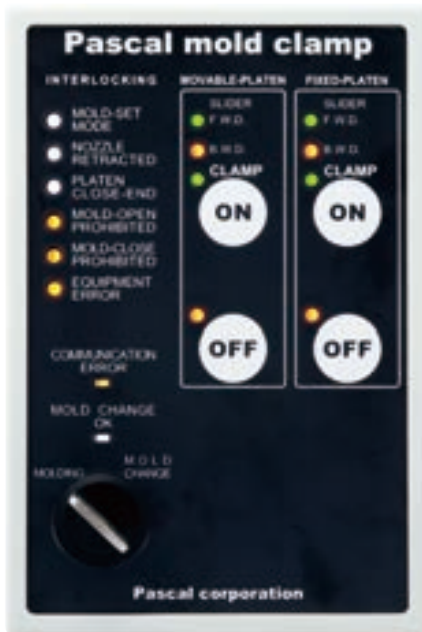 Pascal mold clamp
INTERLOCKING
MOLD-SET
MODE
NOZZLE
RETRACTED
PLATEN
CLOSE-END
MOLD-OPEN
PROHIBITED
MOLD-CLOSE
PROHIBITED
EQUIPMENT
ERROR
COMMUNICATION
ERROR
MOLD CHANGE
OK
MOLDING
MOLD
CHANGE
MOVABLE-PLATEN
SLIDER
F.W.D.
B.W.D.
CLAMP
ON
OFF
FIXED-PLATEN
SLIDER
F.W.D.
B.W.D.
CLAMP
ON
OFF
Pascal corporation